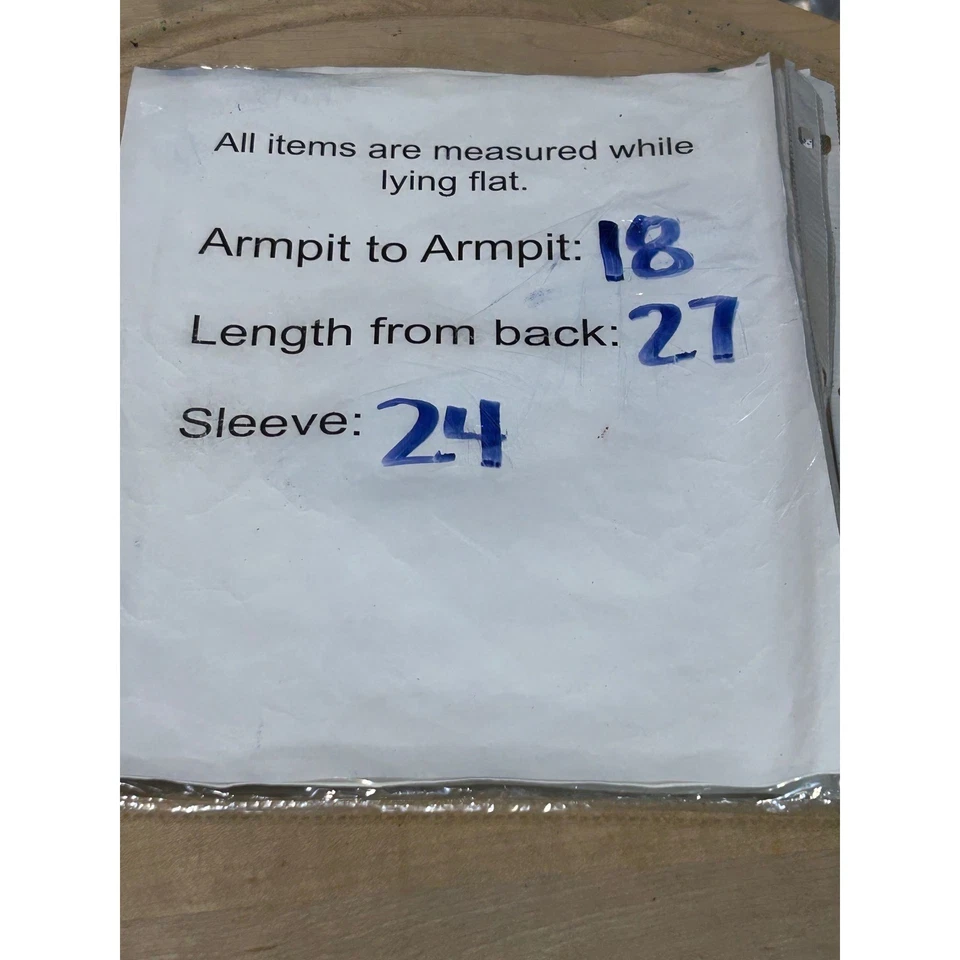 All items are measured while
lying flat.
Armpit to Armpit: 18
Length from back: 27
Sleeve: 24